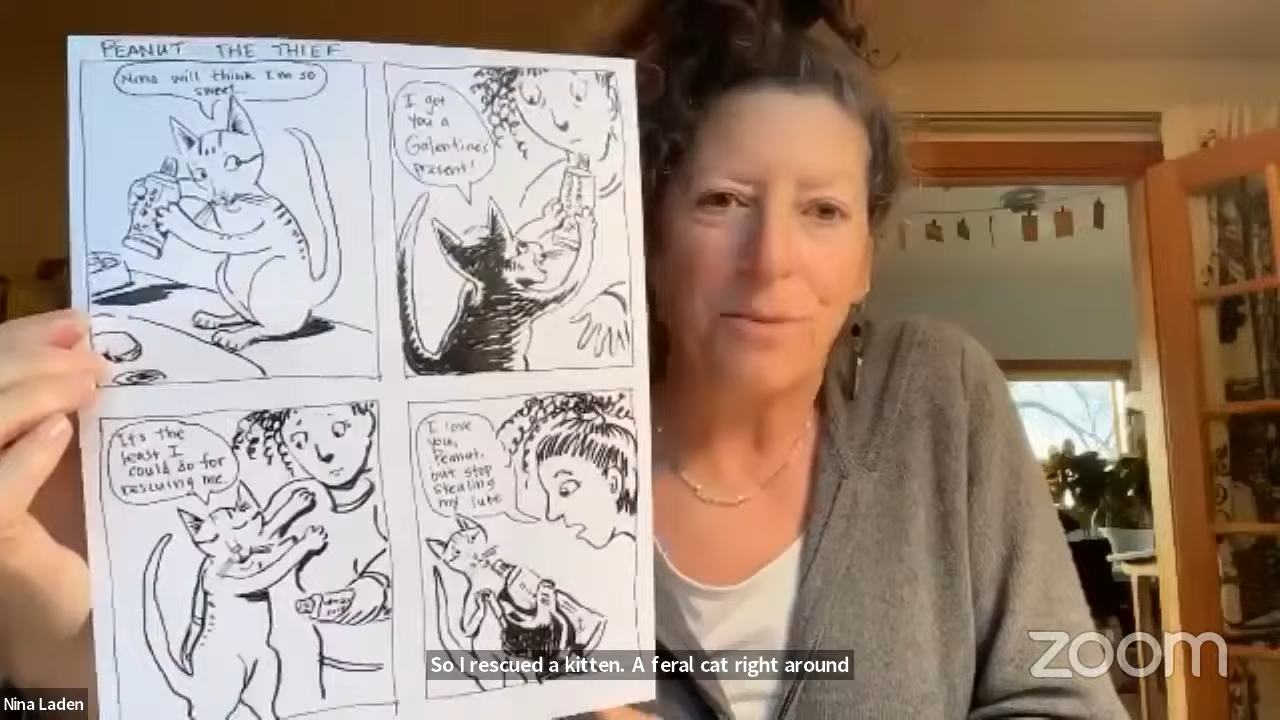 PEANUT THE THIEF
Nina will think I'm so
sweet
I got
you a
Galentines
present!
It's the
least I
could do for
rescuing me.
I love
you,
Peanut,
but stop
stealing
my lube
So I rescued a kitten. A feral cat right around
zoom
Nina Laden